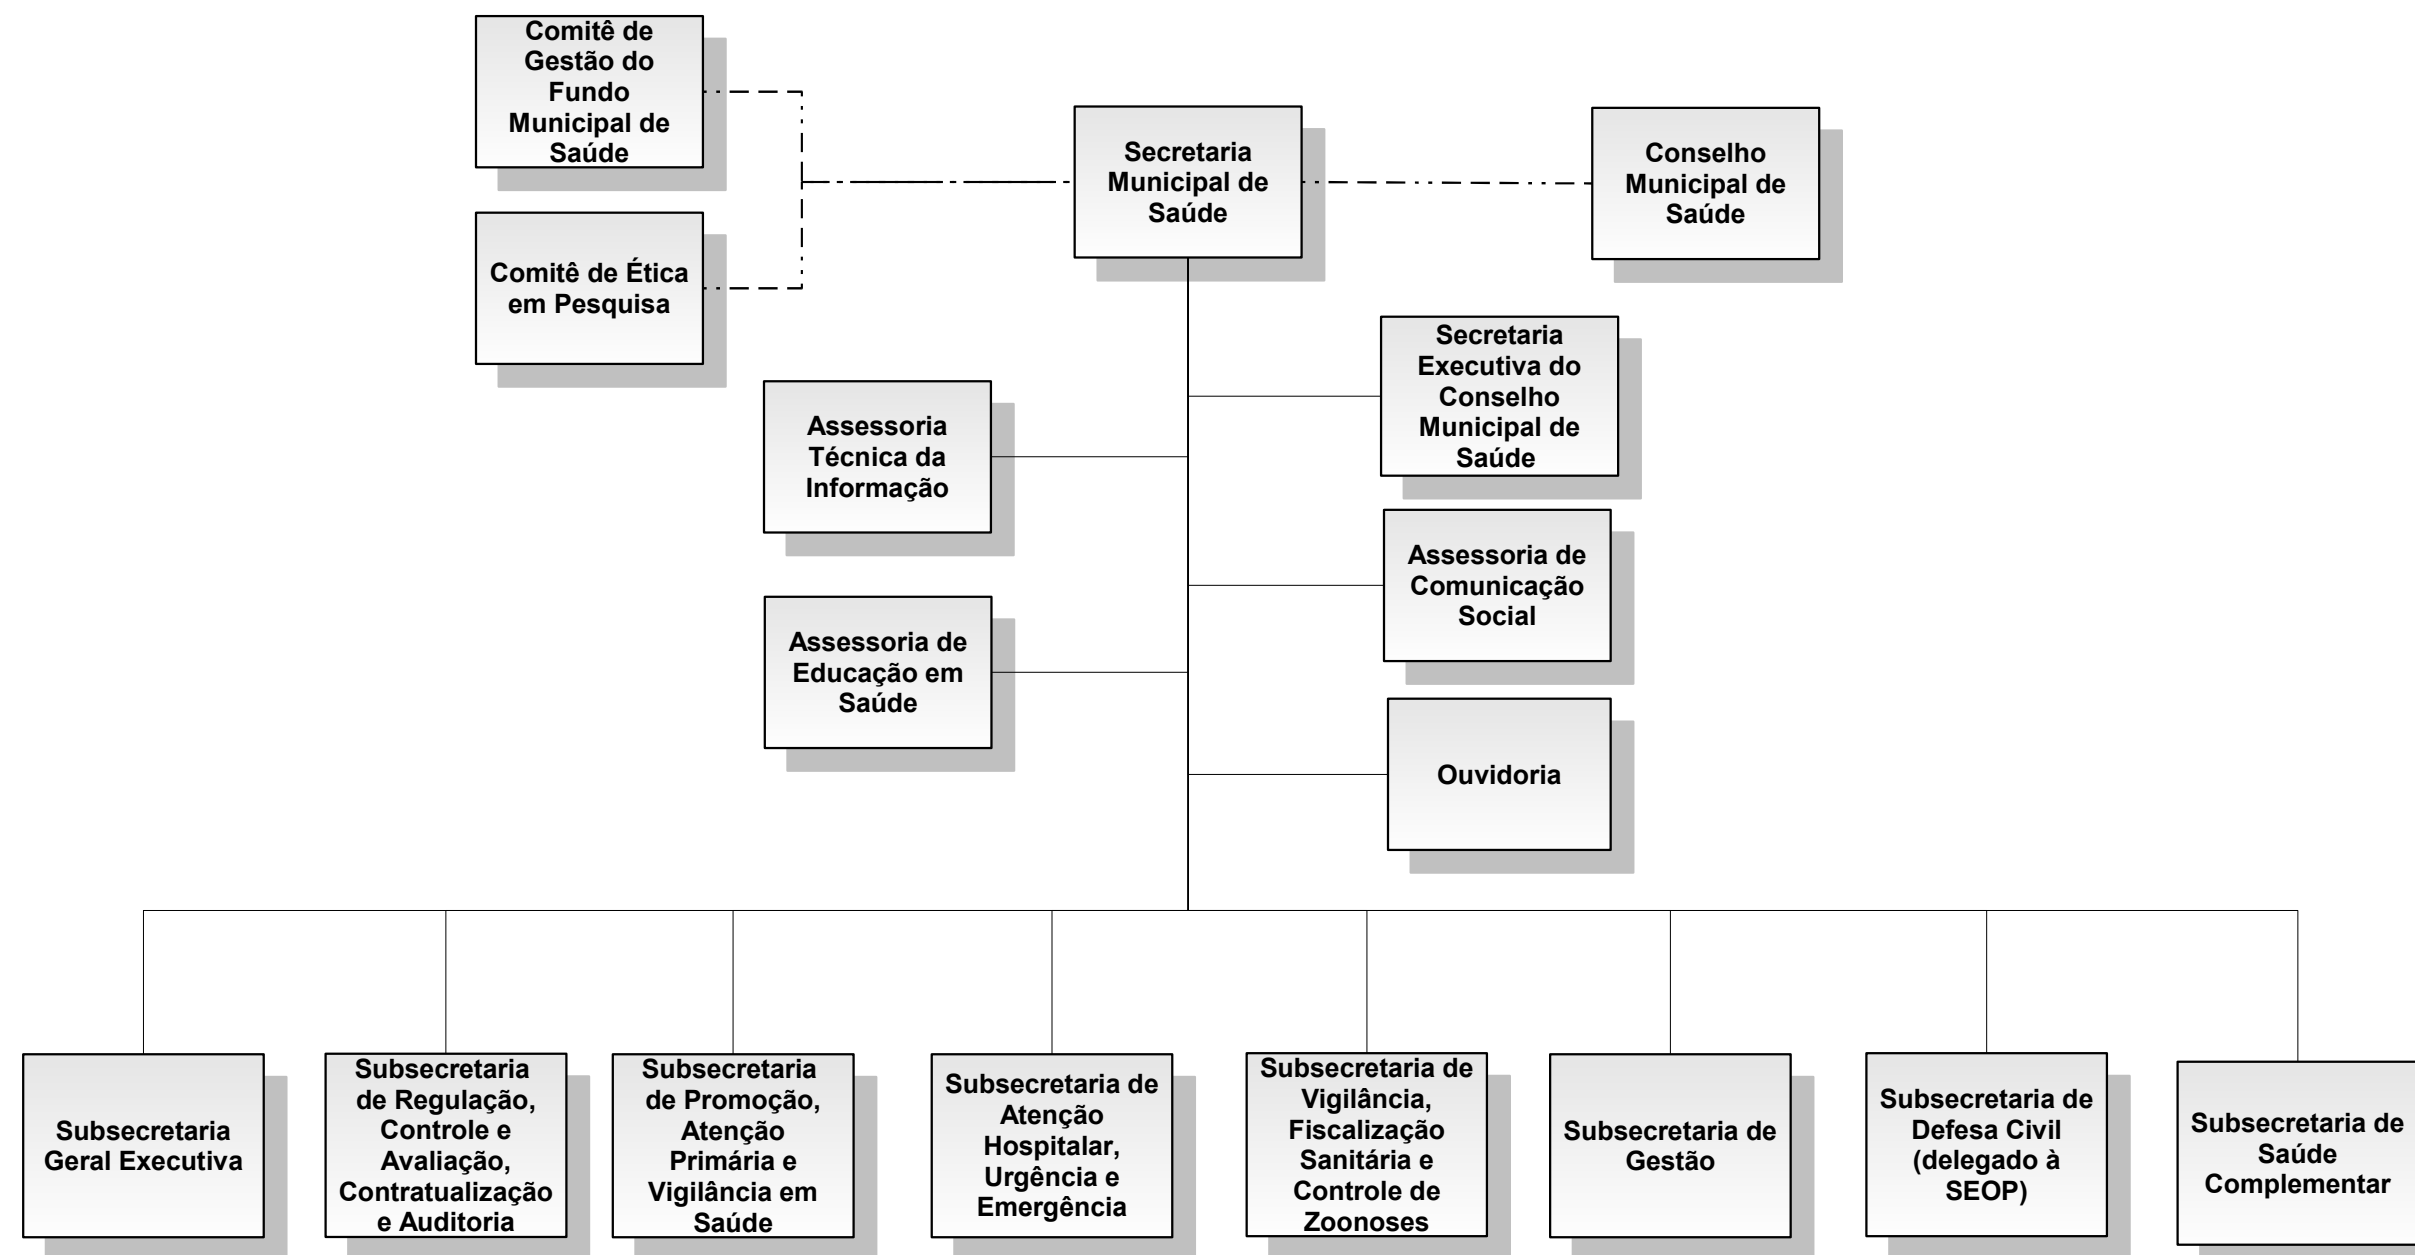 Comitê de
Gestão do
Fundo
Municipal de
Saúde
Secretaria
Municipal de
Saúde
Conselho
Municipal de
Saúde
Comitê de Ética
em Pesquisa
Secretaria
Executiva do
Conselho
Municipal de
Saúde
Assessoria
Técnica da
Informação
Assessoria de
Comunicação
Social
Assessoria de
Educação em
Saúde
Ouvidoria
Subsecretaria
Geral Executiva
Subsecretaria
de Regulação,
Controle e
Avaliação,
Contratualização
e Auditoria
Subsecretaria
de Promoção,
Atenção
Primária e
Vigilância em
Saúde
Subsecretaria de
Atenção
Hospitalar,
Urgência e
Emergência
Subsecretaria de
Vigilância,
Fiscalização
Sanitária e
Controle de
Zoonoses
Subsecretaria de
Gestão
Subsecretaria de
Defesa Civil
(delegado à
SEOP)
Subsecretaria de
Saúde
Complementar